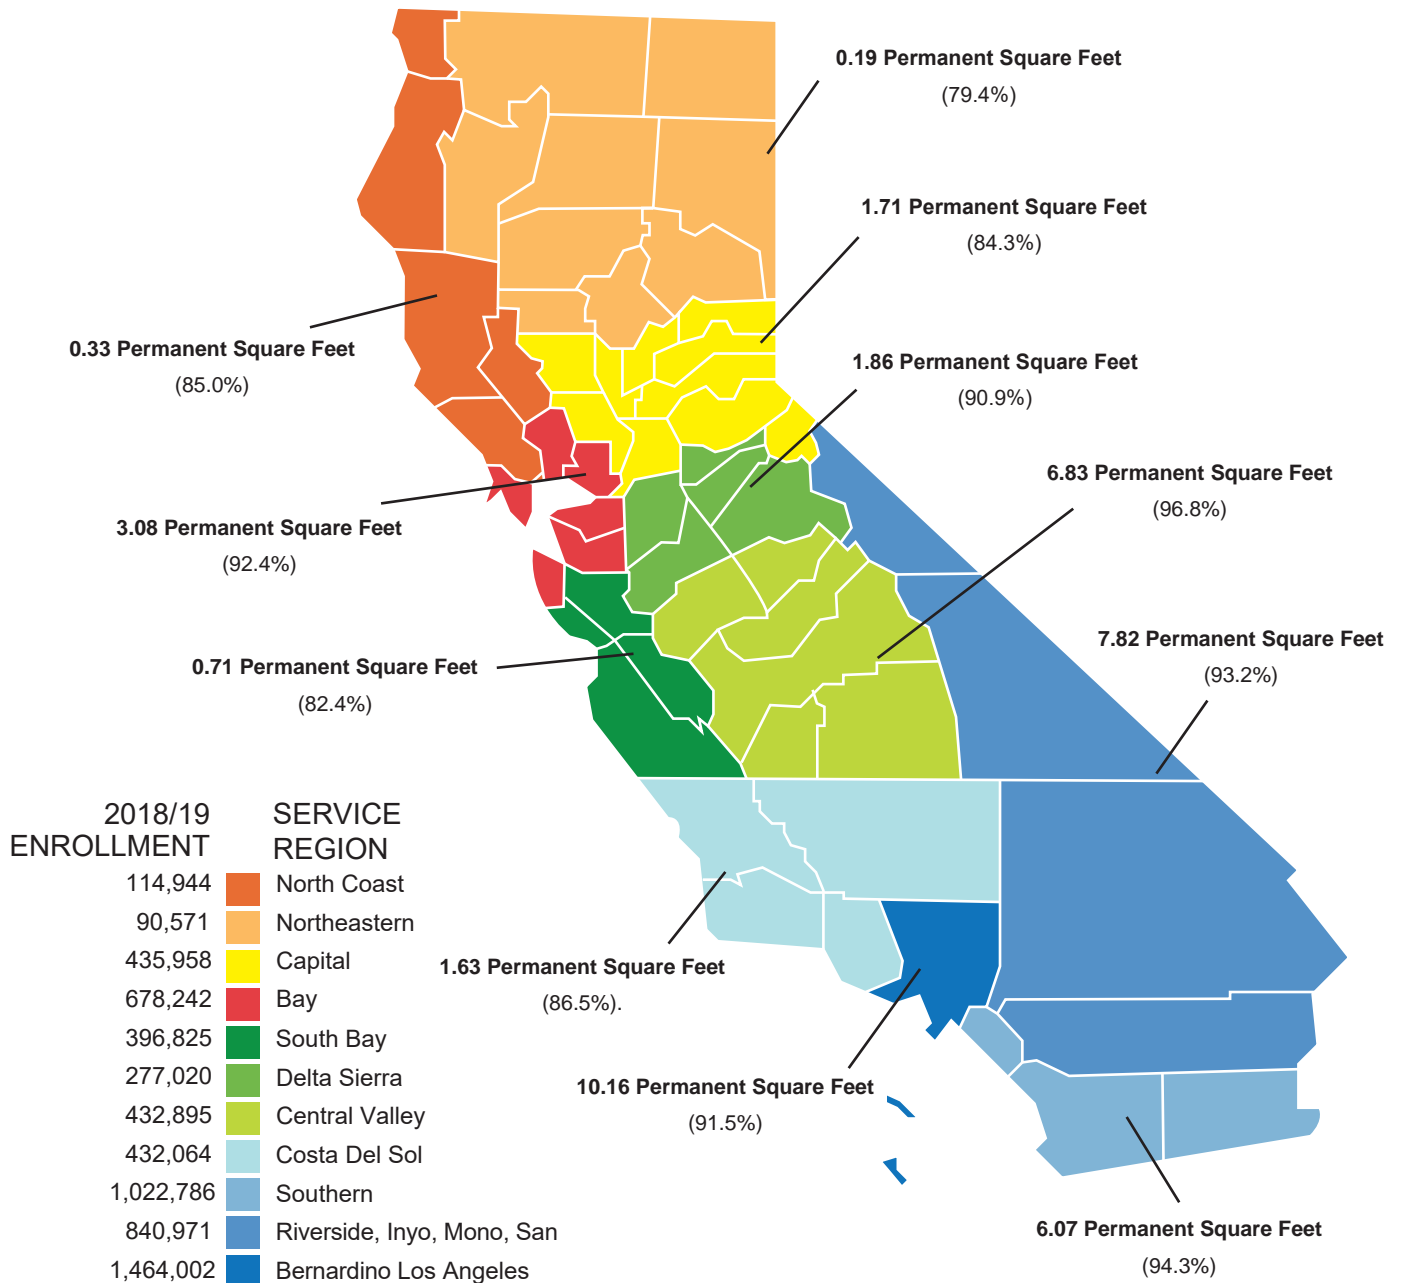 0.19 Permanent Square Feet
(79.4%)
1.71 Permanent Square Feet
(84.3%)
0.33 Permanent Square Feet
(85.0%)
1.86 Permanent Square Feet
(90.9%)
6.83 Permanent Square Feet
(96.8%)
3.08 Permanent Square Feet
(92.4%)
7.82 Permanent Square Feet
(93.2%)
0.71 Permanent Square Feet
(82.4%)
1.63 Permanent Square Feet
(86.5%).
10.16 Permanent Square Feet
(91.5%)
6.07 Permanent Square Feet
(94.3%)
2018/19 SERVICE
ENROLLMENT REGION
114,944 North Coast
90,571 Northeastern
435,958 Capital
678,242 Bay
396,825 South Bay
277,020 Delta Sierra
432,895 Central Valley
432,064 Costa Del Sol
1,022,786 Southern
840,971 Riverside, Inyo, Mono, San
1,464,002 Bernardino Los Angeles